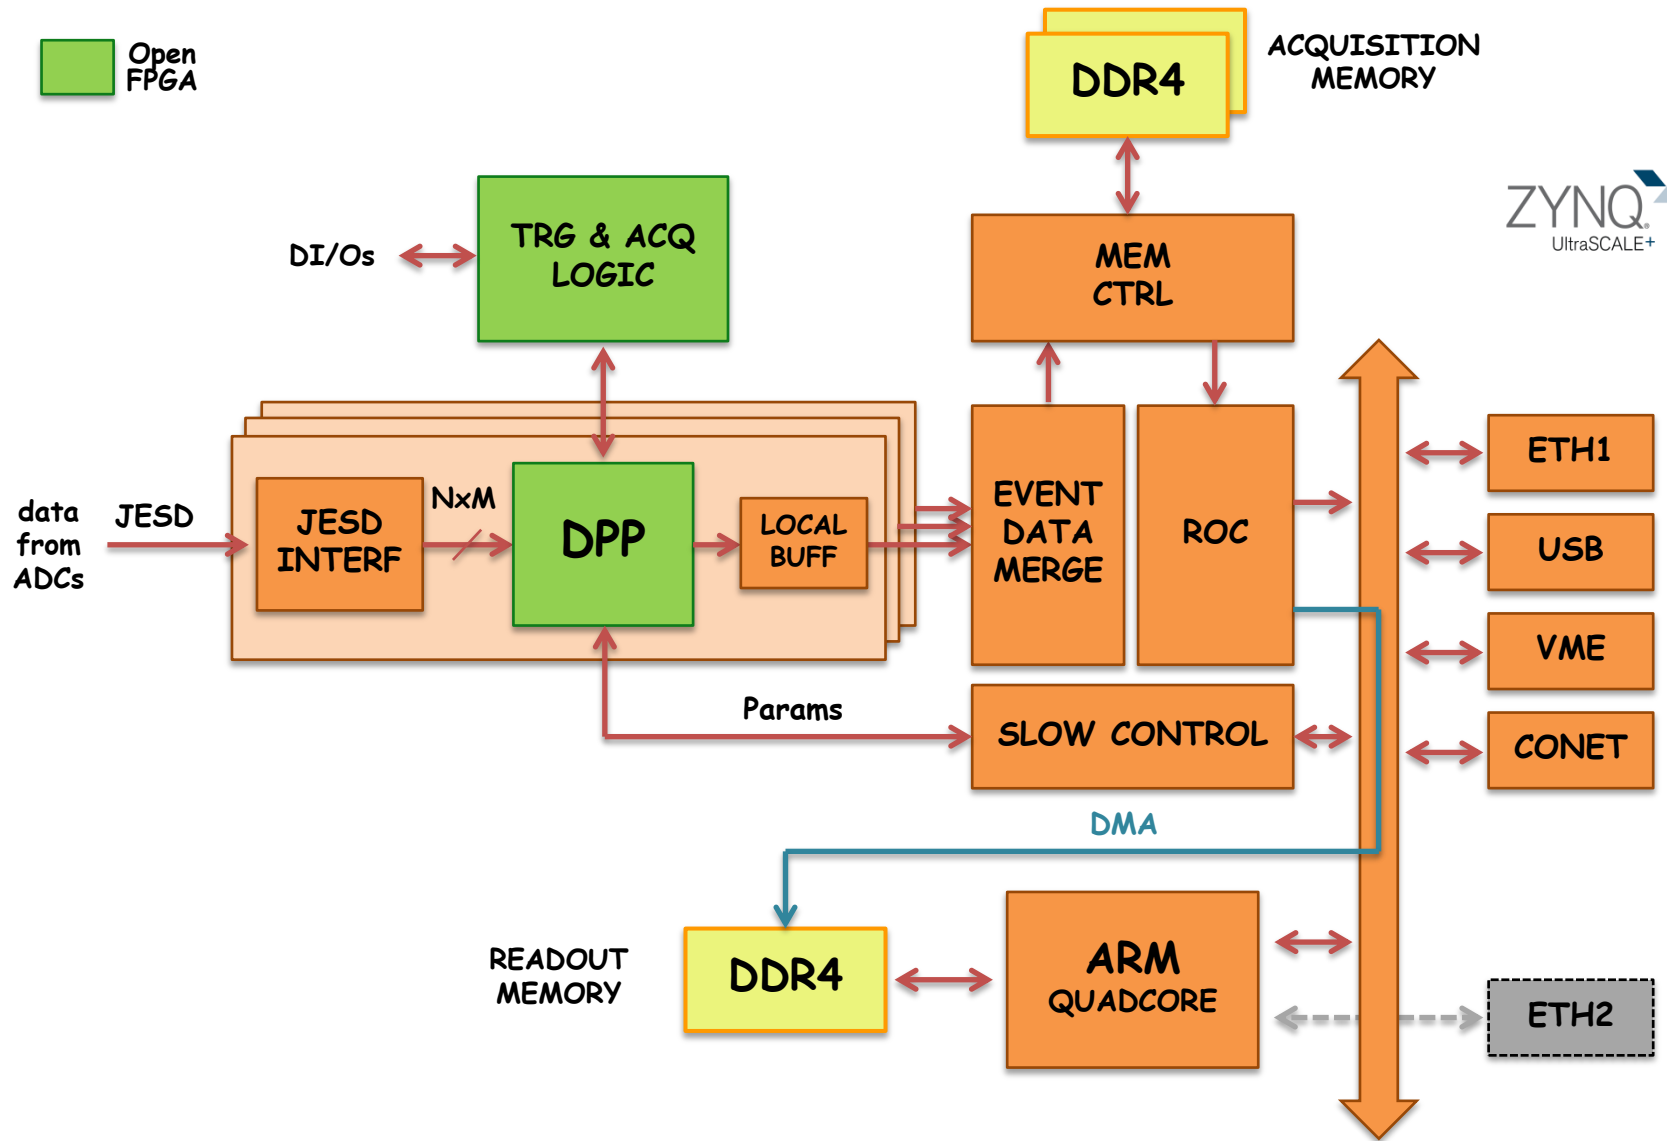 Open
FPGA
DDR4
ACQUISITION
MEMORY
ZYNQ®
UltraSCALE+
TRG & ACQ
LOGIC
DI/Os
MEM
CTRL
data
from
ADCs
JESD
JESD
INTERF
NxM
DPP
LOCAL
BUFF
EVENT
DATA
MERGE
ROC
ETH1
USB
VME
CONET
Params
SLOW CONTROL
DMA
READOUT
MEMORY
DDR4
ARM
QUADCORE
ETH2